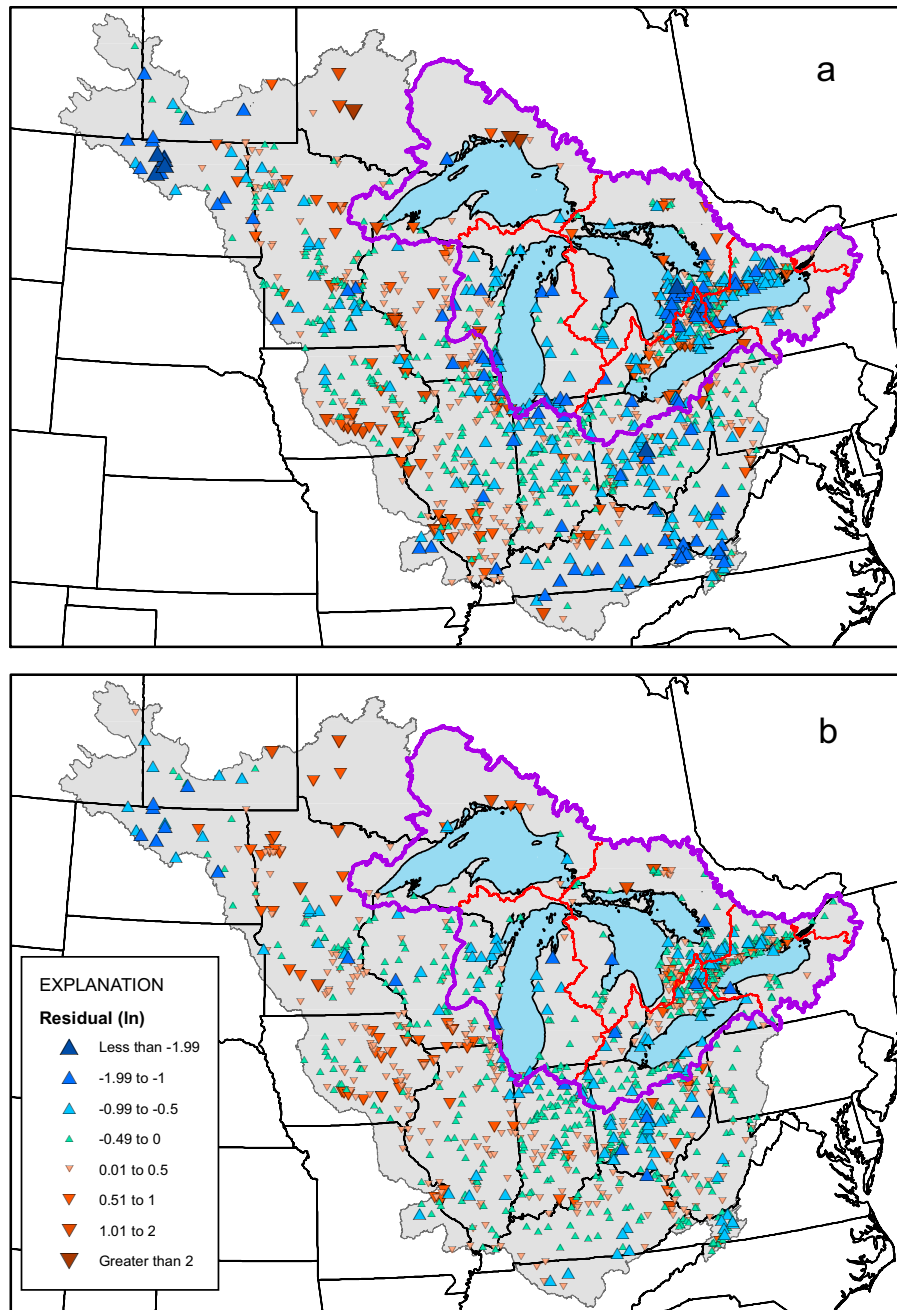 a
b
EXPLANATION
Residual (ln)
Less than -1.99
-1.99 to -1
-0.99 to -0.5
-0.49 to 0
0.01 to 0.5
0.51 to 1
1.01 to 2
Greater than 2